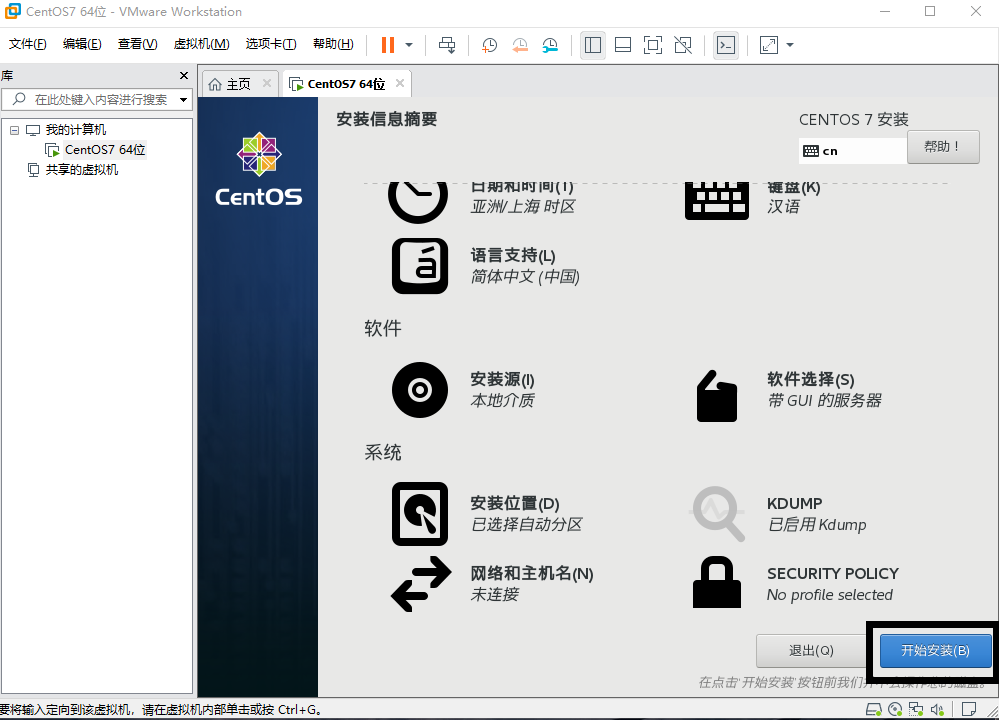 CentOS7 64位 - VMware Workstation
文件(F) 编辑(E) 查看(V) 虚拟机(M) 选项卡(T) 帮助(H)
库
在此处键入内容进行搜索
我的计算机
CentOS7 64位
共享的虚拟机
主页 CentOS7 64位
CentOS
安装信息摘要
CENTOS 7 安装
cn
帮助！
日期和时间(T)
亚洲/上海 时区
键盘(K)
汉语
语言支持(L)
简体中文 (中国)
软件
安装源(I)
本地介质
软件选择(S)
带 GUI 的服务器
系统
安装位置(D)
已选择自动分区
KDUMP
已启用 Kdump
网络和主机名(N)
未连接
SECURITY POLICY
No profile selected
退出(Q)
开始安装(B)
在点击'开始安装'按钮前我们并不会操作您的磁盘。
要将输入定向到该虚拟机，请在虚拟机内部单击或按 Ctrl+G。